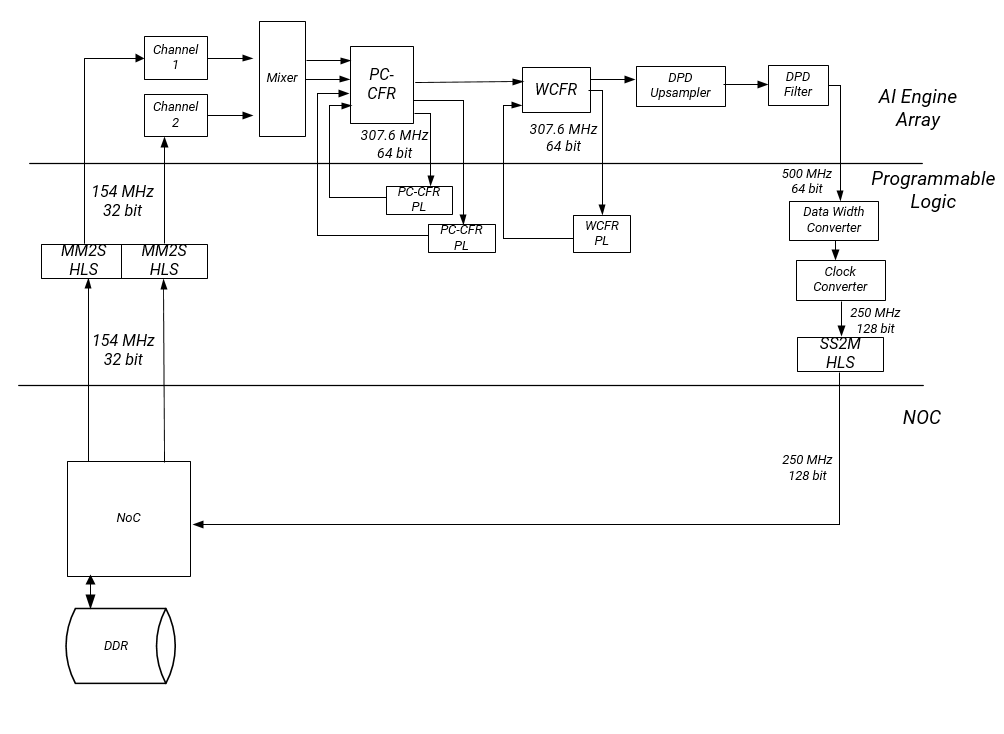 Channel
1
Mixer
PC-
CFR
WCFR
DPD
Upsampler
DPD
Filter
AI Engine
Array
Channel
2
307.6 MHz
64 bit
307.6 MHz
64 bit
500 MHz
64 bit
Programmable
Logic
154 MHz
32 bit
PC-CFR
PL
PC-CFR
PL
WCFR
PL
Data Width
Converter
MM2S
HLS
MM2S
HLS
Clock
Converter
250 MHz
128 bit
154 MHz
32 bit
SS2M
HLS
NOC
250 MHz
128 bit
NoC
DDR